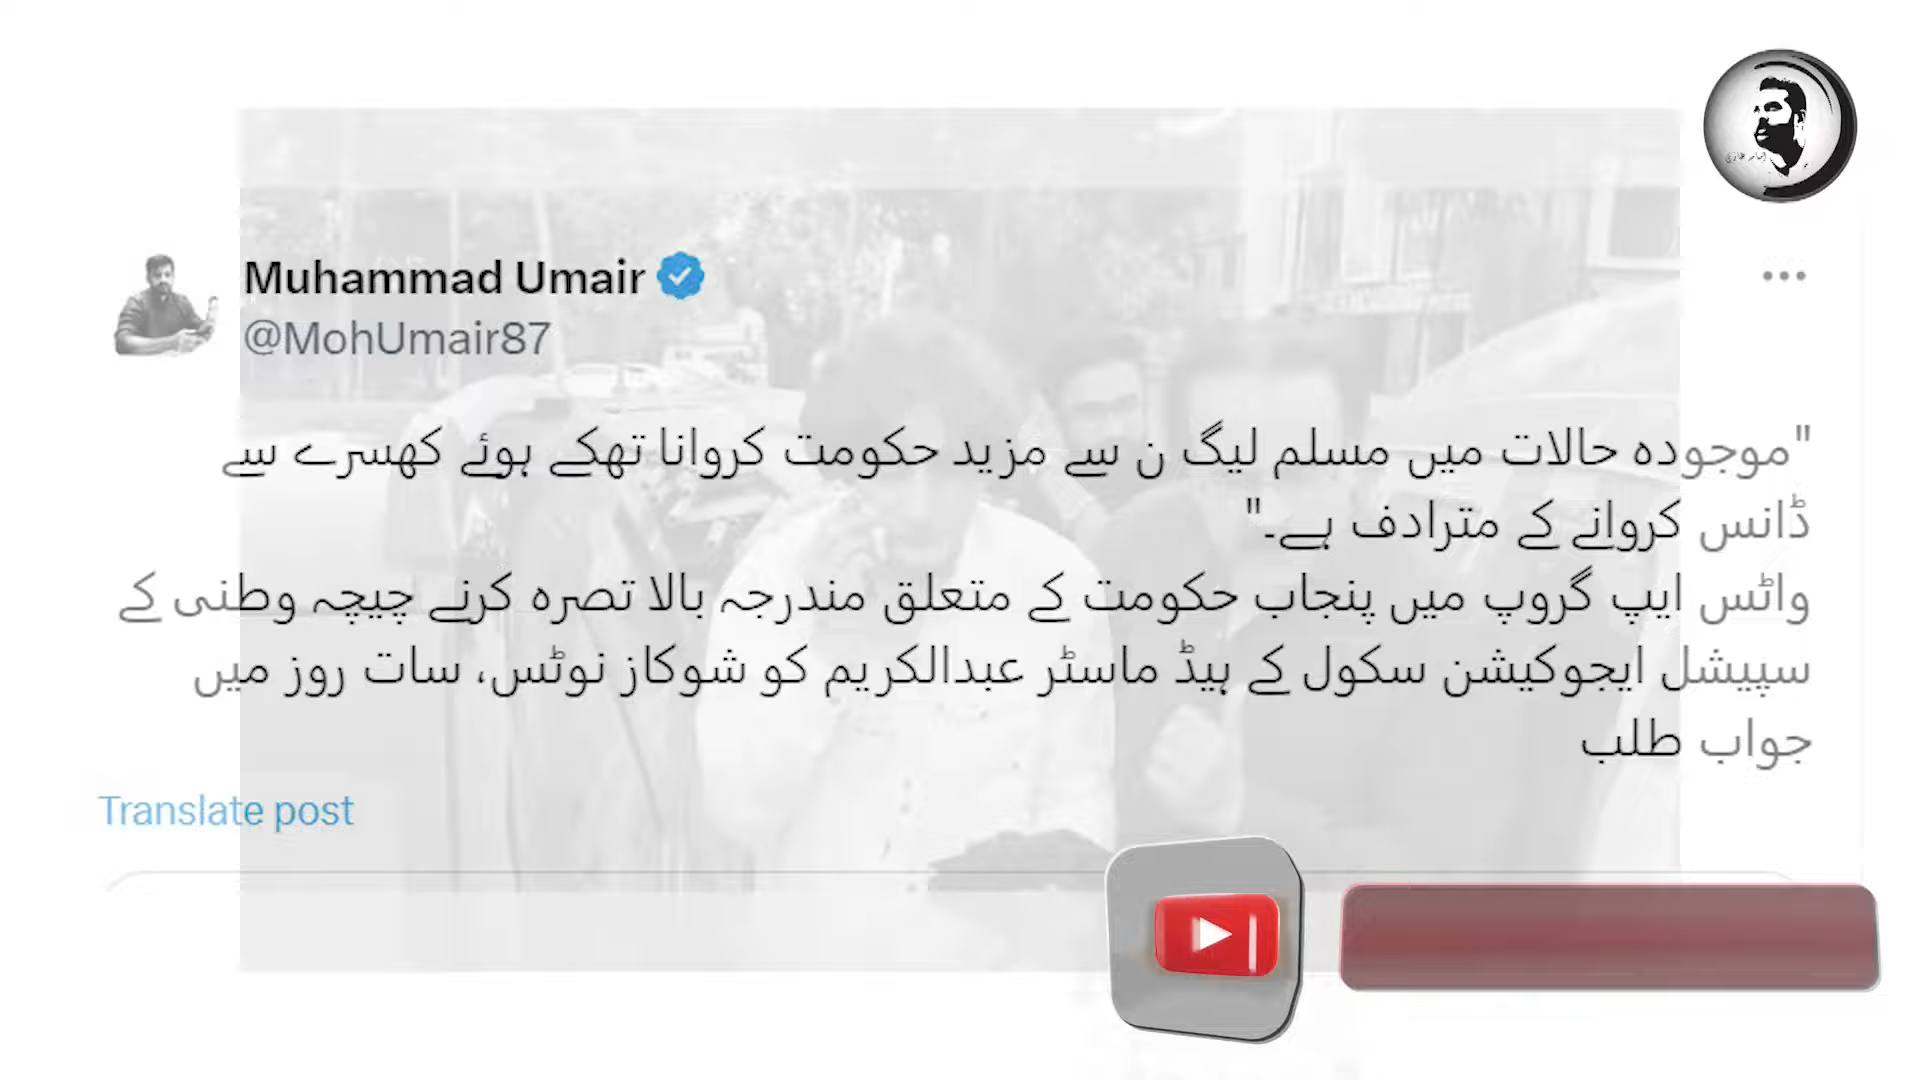 Muhammad Umair
@MohUmair87
"موجودہ حالات میں مسلم لیگ ن سے مزید حکومت کروانا تھکے ہوئے کھسرے سے
ڈانس کروانے کے مترادف ہے۔"
واٹس ایپ گروپ میں پنجاب حکومت کے متعلق مندرجہ بالا تصرہ کرنے چیچہ وطنی کے
سپیشل ایجوکیشن سکول کے ہیڈ ماسٹر عبدالکریم کو شوکاز نوٹس، سات روز میں
جواب طلب
Translate post